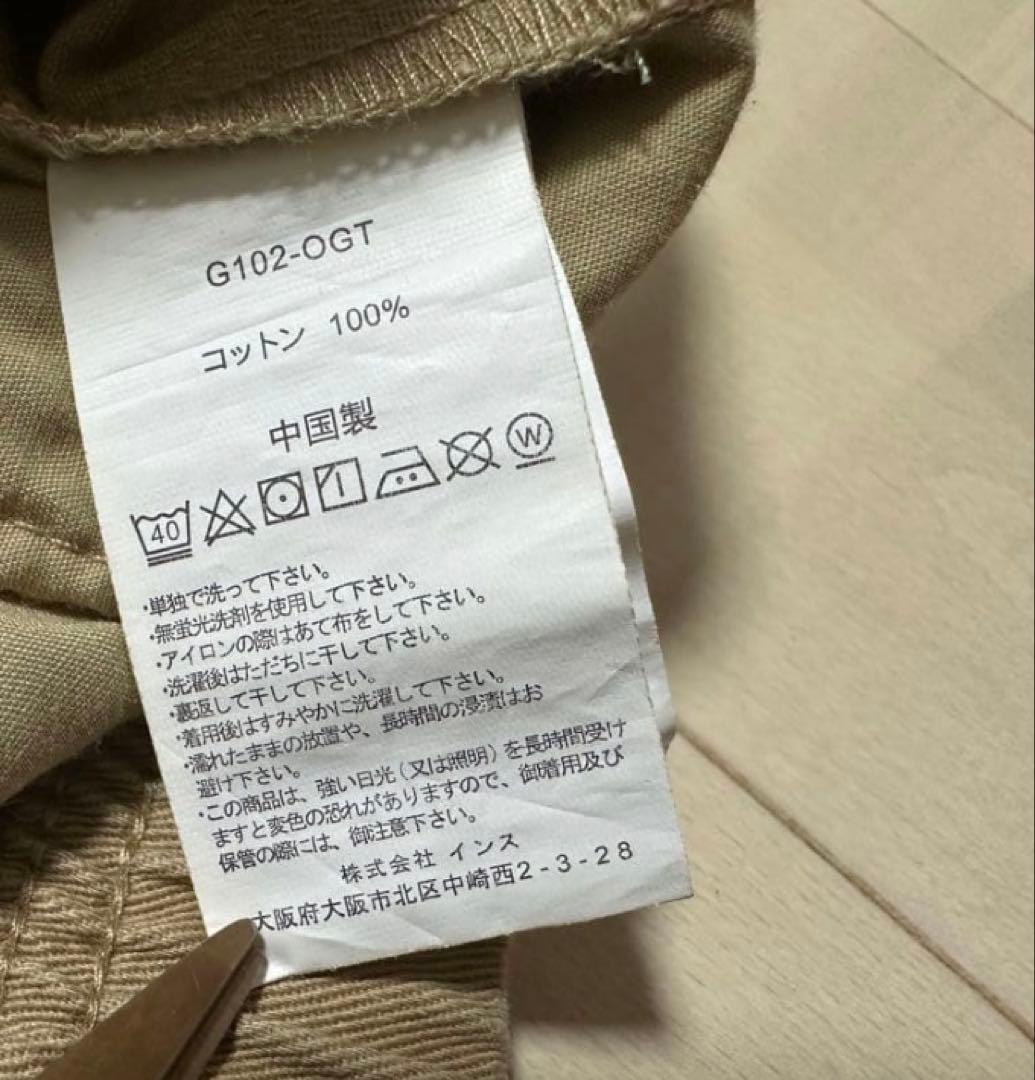 G102-OGT
コットン 100%
中国製
40 W
・単独で洗って下さい。
・無蛍光洗剤を使用して下さい。
・アイロンの際はあて布をして下さい。
・洗濯後はただちに干して下さい。
・裏返して干して下さい。
・着用後はすみやかに洗濯して下さい。
・濡れたままの放置や、長時間の浸漬はお
避け下さい。
・この商品は、強い日光(又は照明)を長時間受け
ますと変色の恐れがありますので、御着用及び
保管の際には、御注意下さい。
株式会社 インス
大阪府大阪市北区中崎西2-3-28